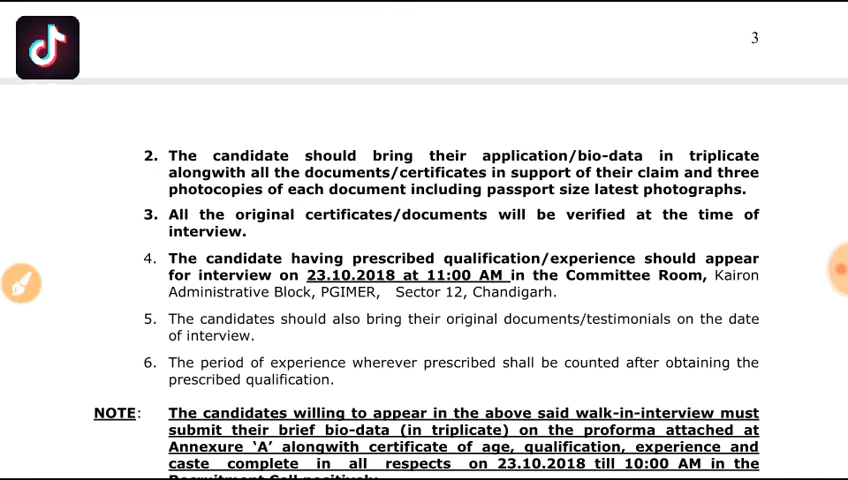 3
2. The candidate should bring their application/bio-data in triplicate
alongwith all the documents/certificates in support of their claim and three
photocopies of each document including passport size latest photographs.
3. All the original certificates/documents will be verified at the time of
interview.
4. The candidate having prescribed qualification/experience should appear
for interview on 23.10.2018 at 11:00 AM in the Committee Room, Kairon
Administrative Block, PGIMER, Sector 12, Chandigarh.
5. The candidates should also bring their original documents/testimonials on the date
of interview.
6. The period of experience wherever prescribed shall be counted after obtaining the
prescribed qualification.
NOTE: The candidates willing to appear in the above said walk-in-interview must
submit their brief bio-data (in triplicate) on the proforma attached at
Annexure ‘A’ alongwith certificate of age, qualification, experience and
caste complete in all respects on 23.10.2018 till 10:00 AM in the
Recruitment Cell positively